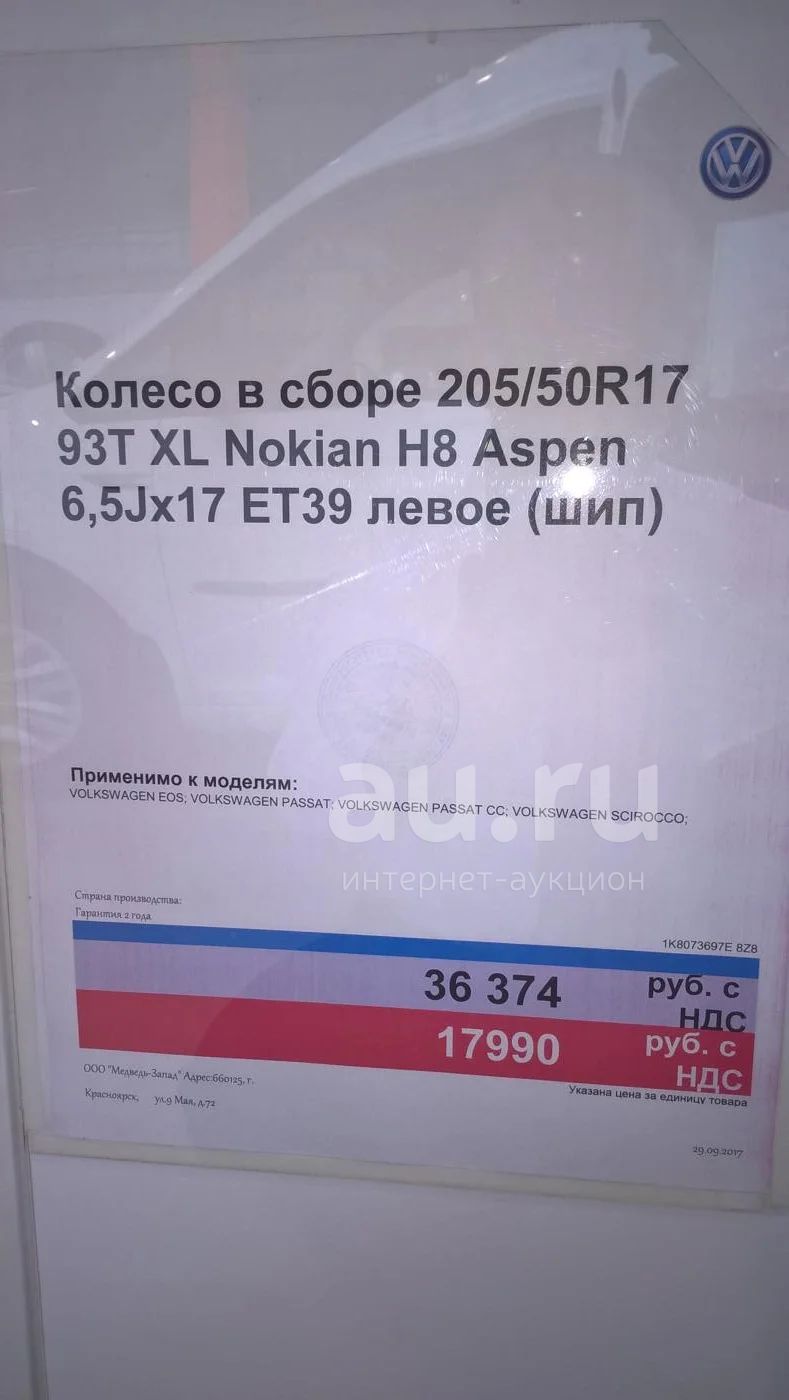 Колесо в сборе 205/50R17
93T XL Nokian H8 Aspen
6,5Jx17 ET39 левое (шип)
Применимо к моделям:
VOLKSWAGEN EOS; VOLKSWAGEN PASSAT; VOLKSWAGEN PASSAT CC; VOLKSWAGEN SCIROCCO;
au.ru
интернет-аукцион
Страна производства:
Гарантия 2 года
1K8073697E 8Z8
36 374 руб. с
НДС
17990 руб. с
НДС
ООО "Медведь-Запад" Адрес:660125, г.
Красноярск, ул.9 Мая, д.72
Указана цена за единицу товара
29.09.2017